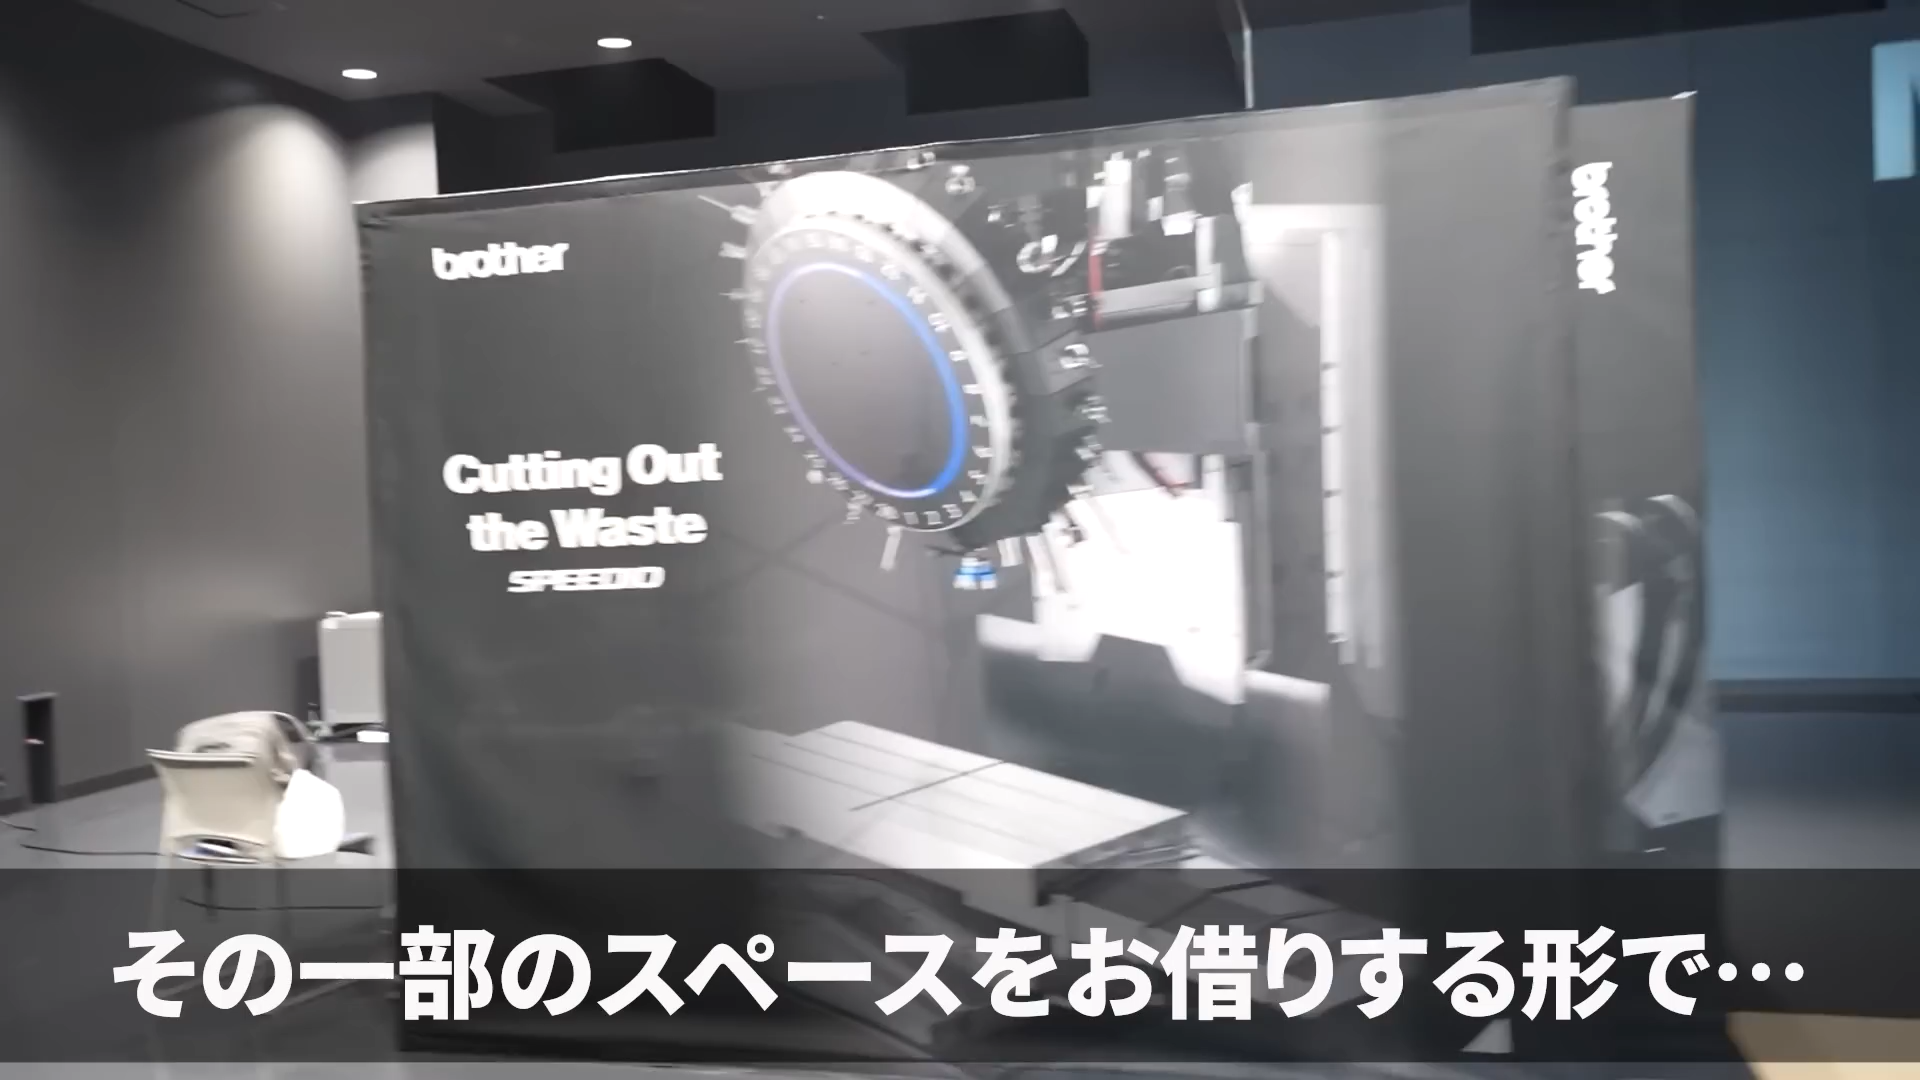 brother
brother
Cutting Out
the Waste
SPEEDIO
その一部のスペースをお借りする形で…